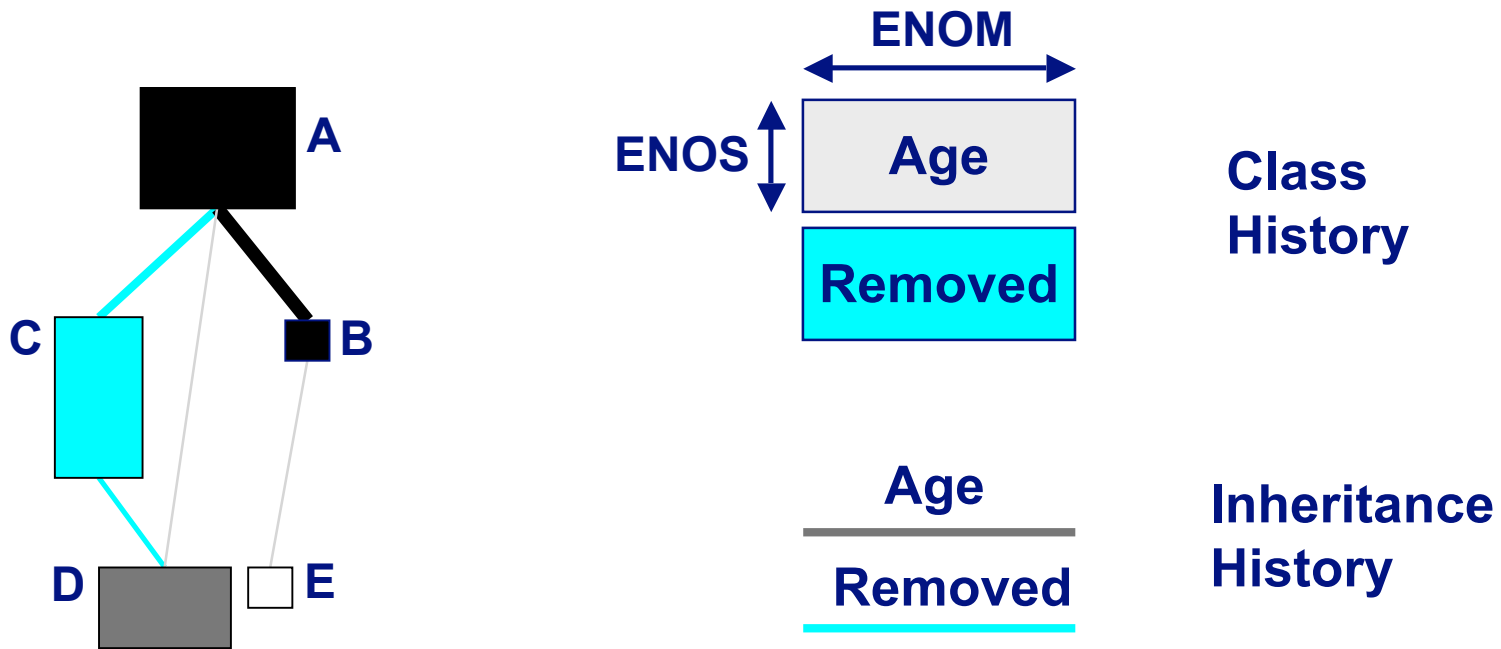 A
C
B
D
E
ENOM
ENOS
Age
Removed
Class
History
Age
Removed
Inheritance
History